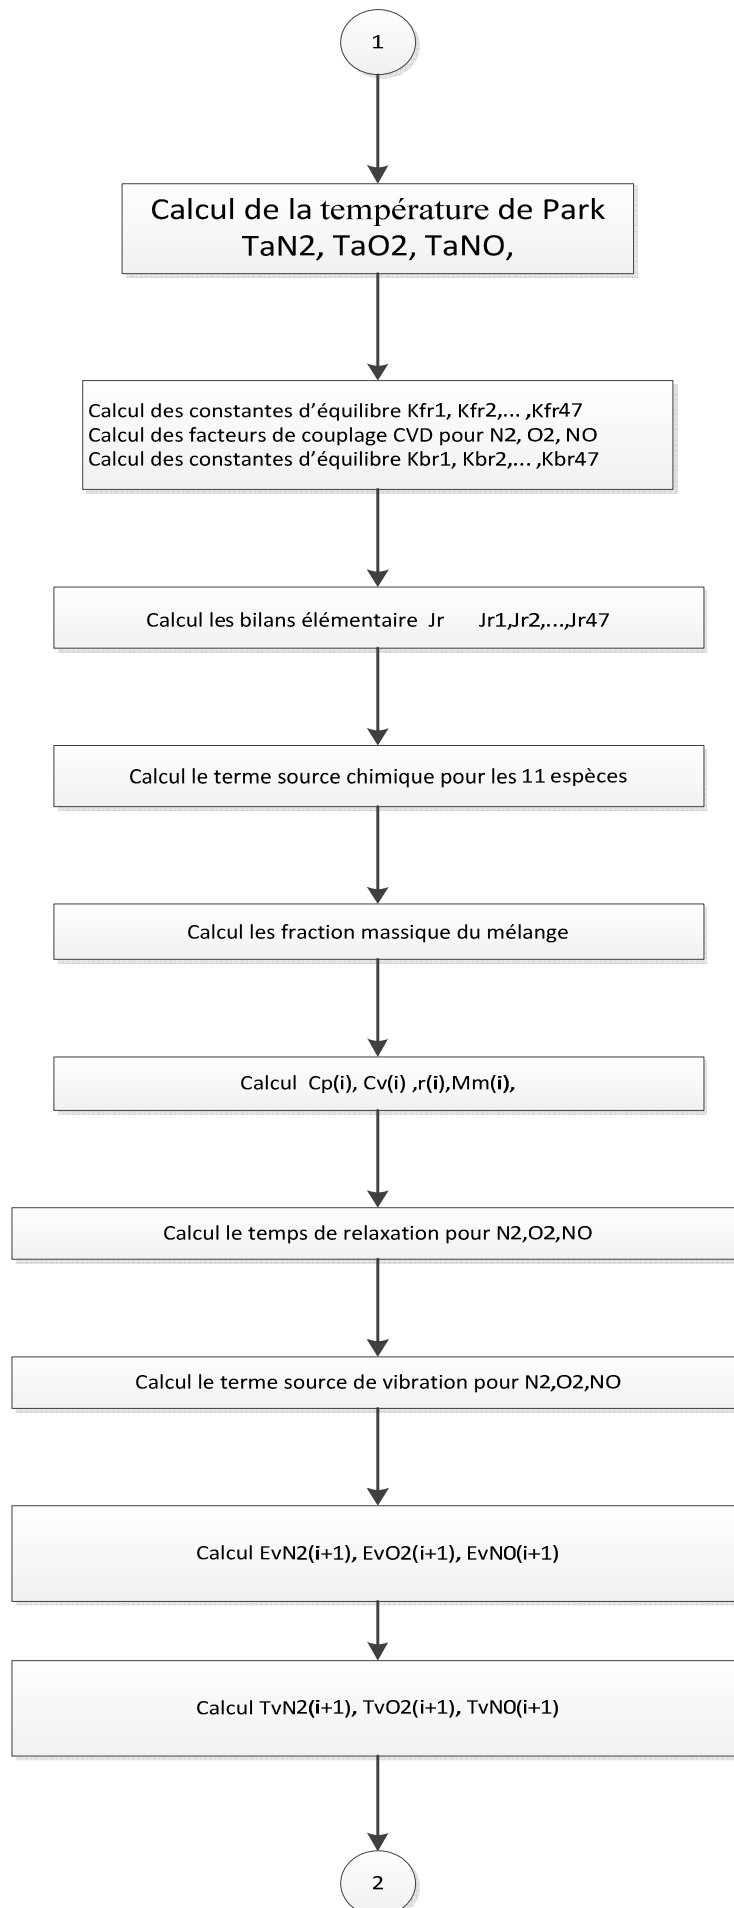 1
Calcul de la température de Park
TaN2, TaO2, TaNO,
Calcul des constantes d’équilibre Kfr1, Kfr2,... ,Kfr47
Calcul des facteurs de couplage CVD pour N2, O2, NO
Calcul des constantes d’équilibre Kbr1, Kbr2,... ,Kbr47
Calcul les bilans élémentaire Jr Jr1,Jr2,...,Jr47
Calcul le terme source chimique pour les 11 espèces
Calcul les fraction massique du mélange
Calcul Cp(i), Cv(i) ,r(i),Mm(i),
Calcul le temps de relaxation pour N2,O2,NO
Calcul le terme source de vibration pour N2,O2,NO
Calcul EvN2(i+1), EvO2(i+1), EvN0(i+1)
Calcul TvN2(i+1), TvO2(i+1), TvN0(i+1)
2